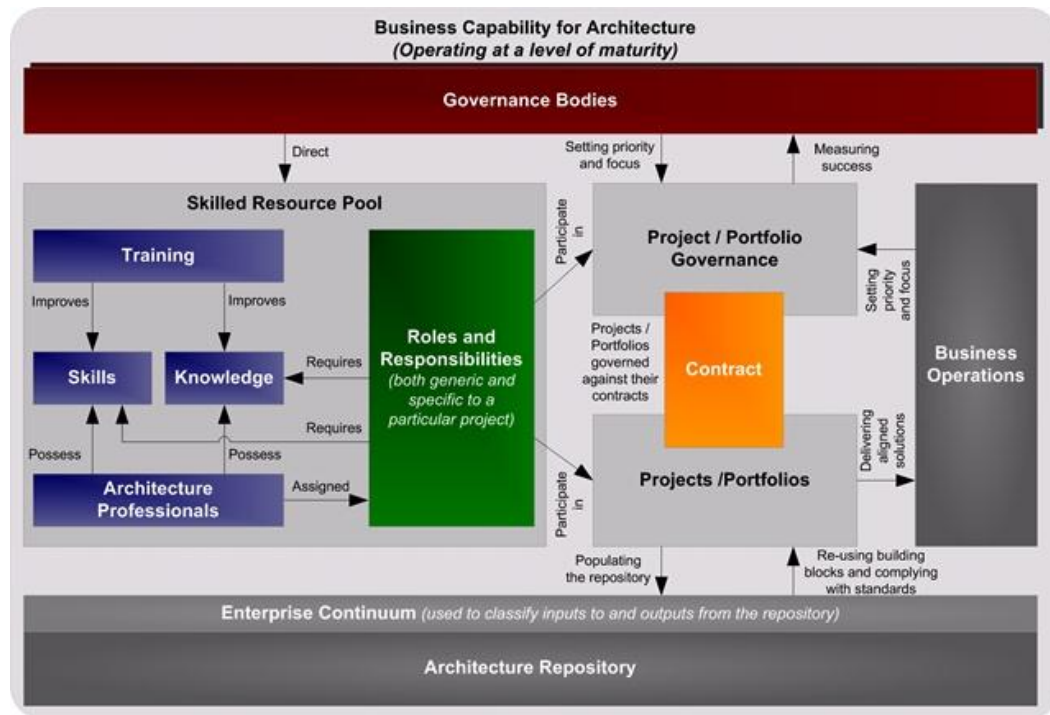 Business Capability for Architecture
(Operating at a level of maturity)
Governance Bodies
Direct
Setting priority
and focus
Measuring
success
Skilled Resource Pool
Training
Improves
Improves
Skills
Knowledge
Possess
Possess
Architecture
Professionals
Assigned
Requires
Requires
Roles and
Responsibilities
(both generic and
specific to a
particular project)
Participate
in
Participate
in
Project / Portfolio
Governance
Projects /
Portfolios
governed
against their
contracts
Contract
Projects /Portfolios
Setting
priority
and focus
Delivering
aligned
solutions
Business
Operations
Populating
the repository
Re-using building
blocks and complying
with standards
Enterprise Continuum (used to classify inputs to and outputs from the repository)
Architecture Repository